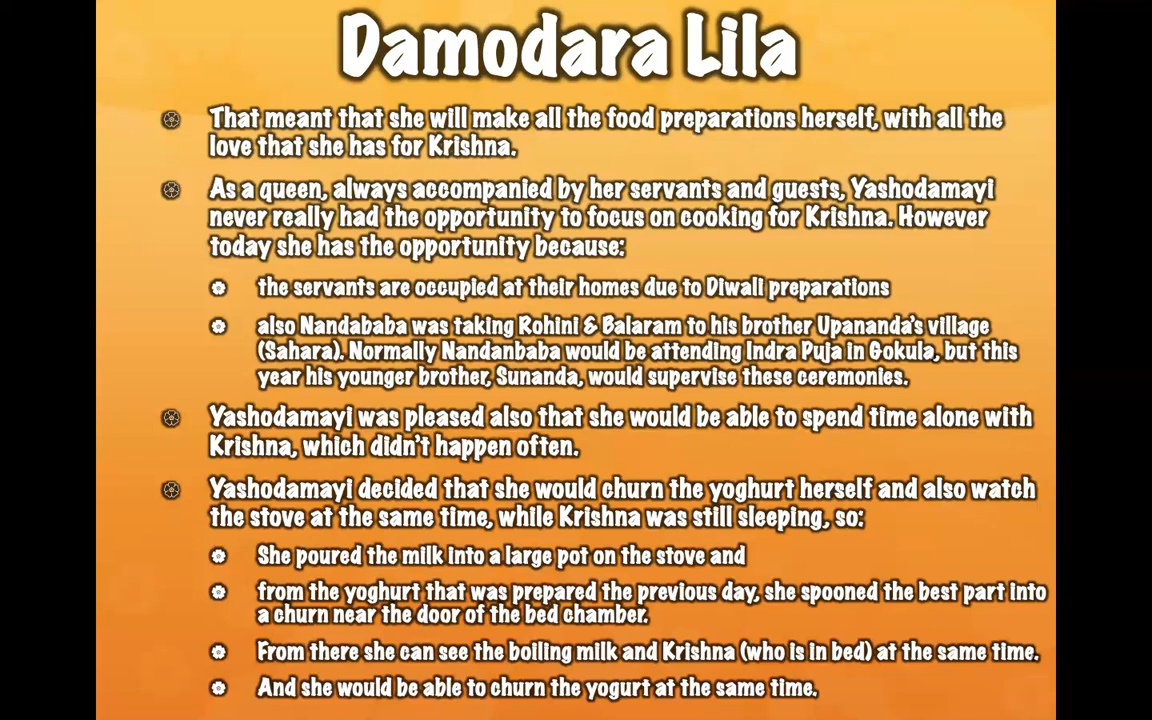 Damodara Lila
That meant that she will make all the food preparations herself, with all the
love that she has for Krishna.
As a queen, always accompanied by her servants and guests, Yashodamayi
never really had the opportunity to focus on cooking for Krishna. However
today she has the opportunity because:
the servants are occupied at their homes due to Diwali preparations
also Nandababa was taking Rohini & Balaram to his brother Upananda's village
(Sahara). Normally Nandanbaba would be attending Indra Puja in Gokula, but this
year his younger brother, Sunanda, would supervise these ceremonies.
Yashodamayi was pleased also that she would be able to spend time alone with
Krishna, which didn't happen often.
Yashodamayi decided that she would churn the yoghurt herself and also watch
the stove at the same time, while Krishna was still sleeping, so:
She poured the milk into a large pot on the stove and
from the yoghurt that was prepared the previous day, she spooned the best part into
a churn near the door of the bed chamber.
From there she can see the boiling milk and Krishna (who is in bed) at the same time.
And she would be able to churn the yogurt at the same time.